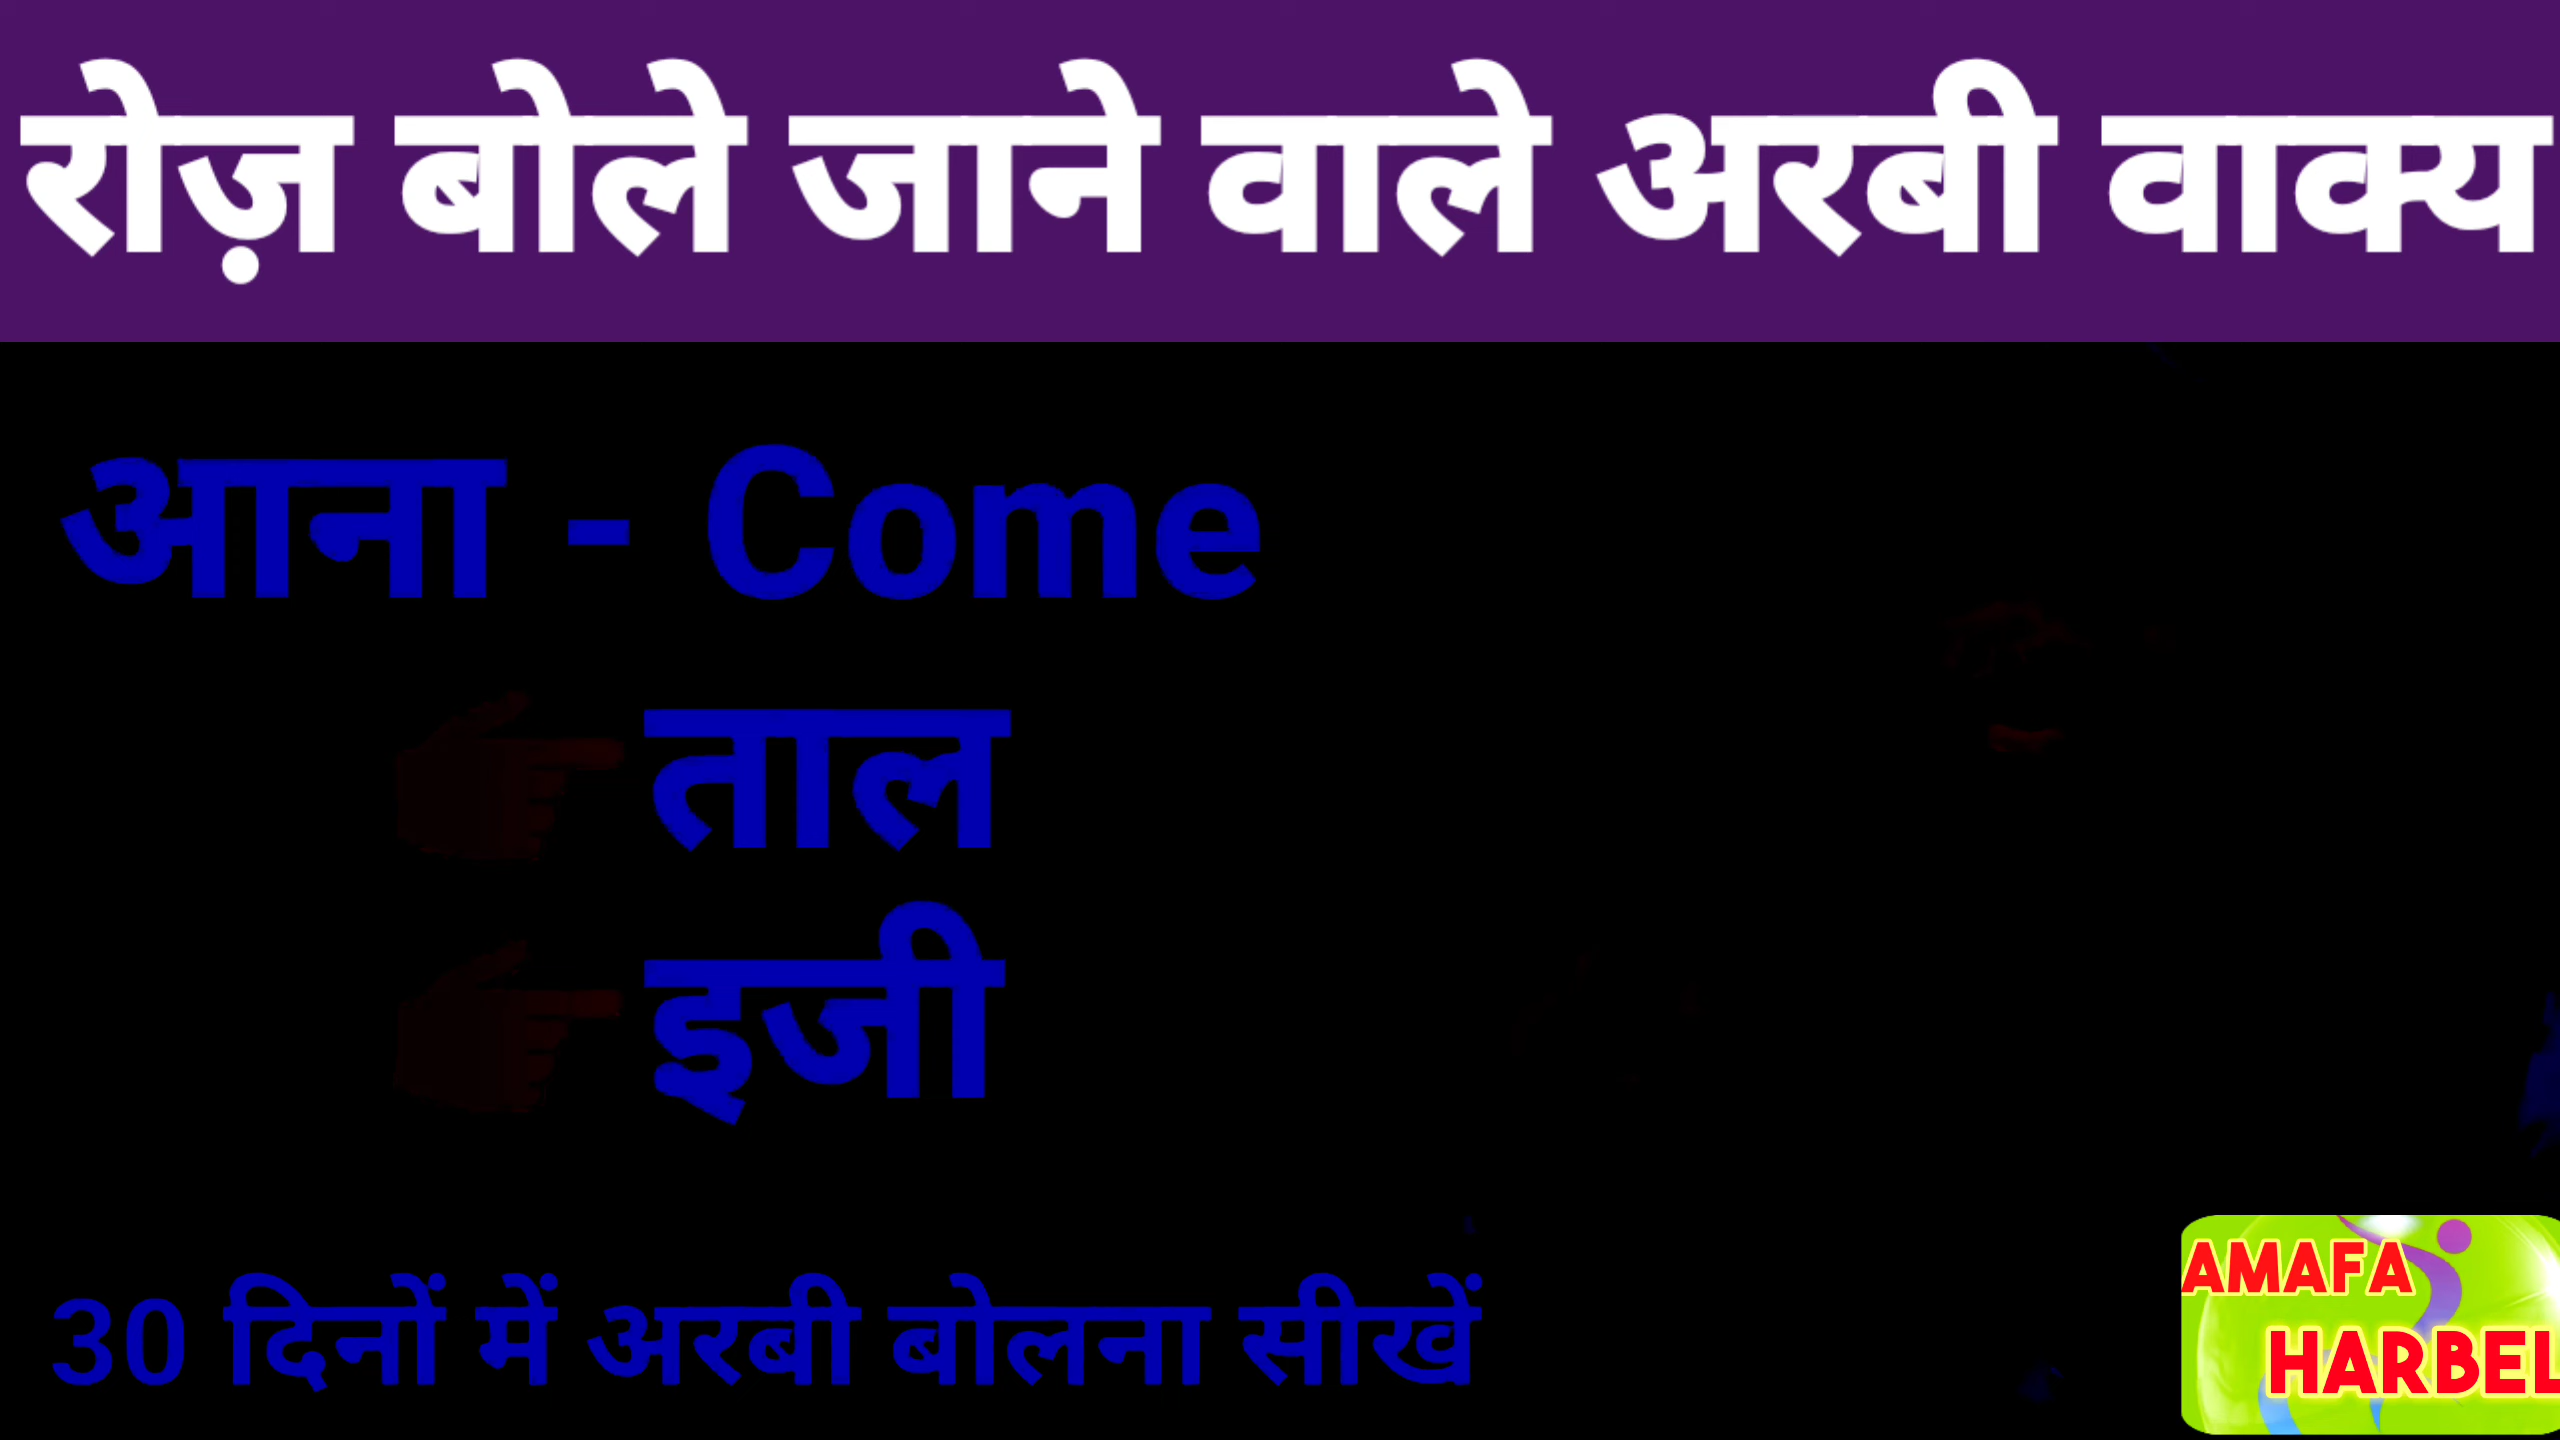 रोज़ बोले जाने वाले अरबी वाक्य
आना - Come
ताल
इजी
30 दिनों में अरबी बोलना सीखें
AMAFA
HARBEL